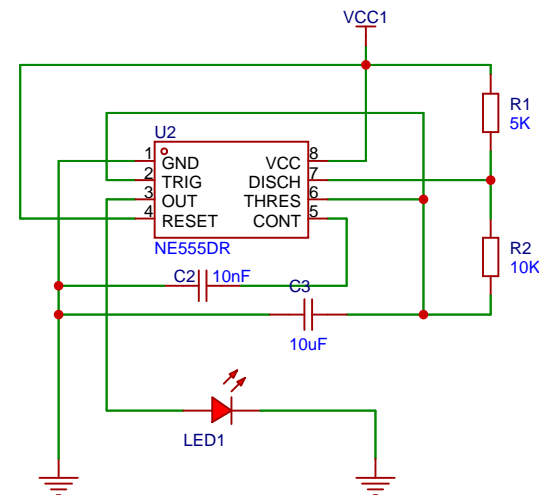 VCC1
R1
5K
U2
1 GND VCC 8
2 TRIG DISCH 7
3 OUT THRES 6
4 RESET CONT 5
NE555DR
R2
10K
C2 10nF
C3
10uF
LED1